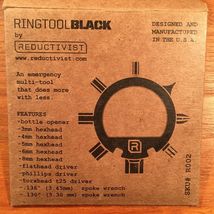 RINGTOOLBLACK
by
REDUCTIVIST
www.reductivist.com
DESIGNED AND
MANUFACTURED
IN THE U.S.A.
An emergency
multi-tool
that does more
with less.
FEATURES
-bottle opener
-3mm hexhead
-4mm hexhead
-5mm hexhead
-6mm hexhead
-8mm hexhead
-flathead driver
-phillips driver
-torxhead t25 driver
-.136" (3.45mm) spoke wrench
-.130" (3.30 mm) spoke wrench
R
SKU# R002